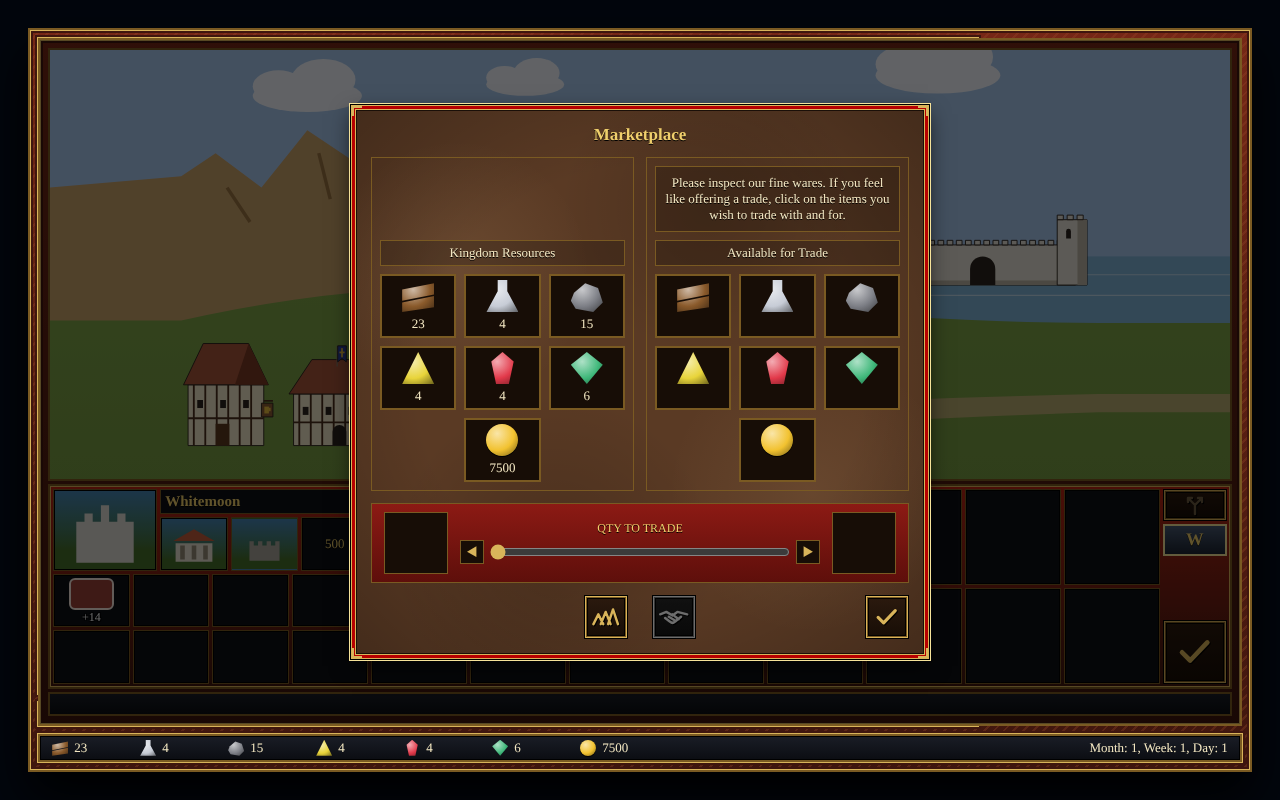 Marketplace
Please inspect our fine wares. If you feel
like offering a trade, click on the items you
wish to trade with and for.
Kingdom Resources
Available for Trade
23
4
15
4
4
6
7500
QTY TO TRADE
Whitemoon
500
W
+14
23
4
15
4
4
6
7500
Month: 1, Week: 1, Day: 1